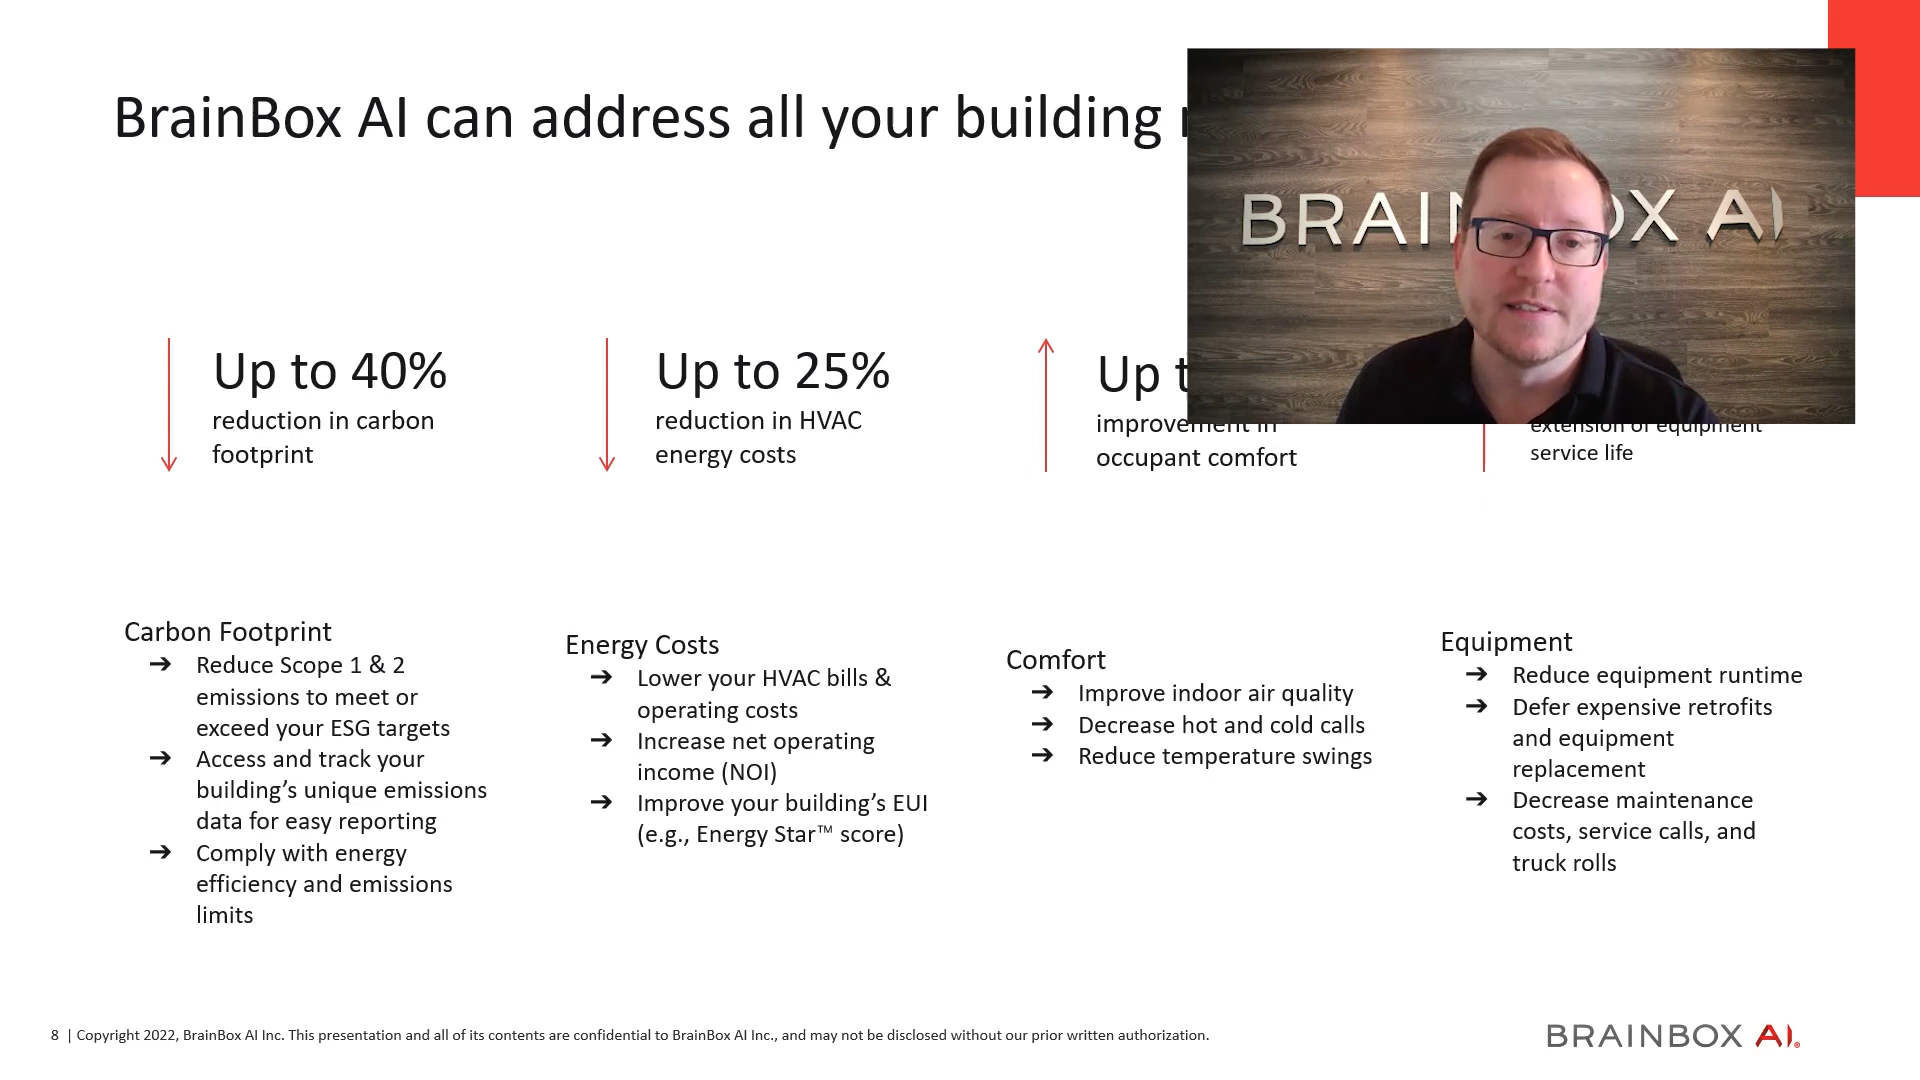 BrainBox AI can address all your building
BRAIN OX AI
Up to 40%
reduction in carbon
footprint
Up to 25%
reduction in HVAC
energy costs
Up
improvement in
occupant comfort
extension of equipment
service life
Carbon Footprint
➔ Reduce Scope 1 & 2
emissions to meet or
exceed your ESG targets
➔ Access and track your
building’s unique emissions
data for easy reporting
➔ Comply with energy
efficiency and emissions
limits
Energy Costs
➔ Lower your HVAC bills &
operating costs
➔ Increase net operating
income (NOI)
➔ Improve your building’s EUI
(e.g., Energy Star™ score)
Comfort
➔ Improve indoor air quality
➔ Decrease hot and cold calls
➔ Reduce temperature swings
Equipment
➔ Reduce equipment runtime
➔ Defer expensive retrofits
and equipment
replacement
➔ Decrease maintenance
costs, service calls, and
truck rolls
8 | Copyright 2022, BrainBox AI Inc. This presentation and all of its contents are confidential to BrainBox AI Inc., and may not be disclosed without our prior written authorization.
BRAINBOX AI®